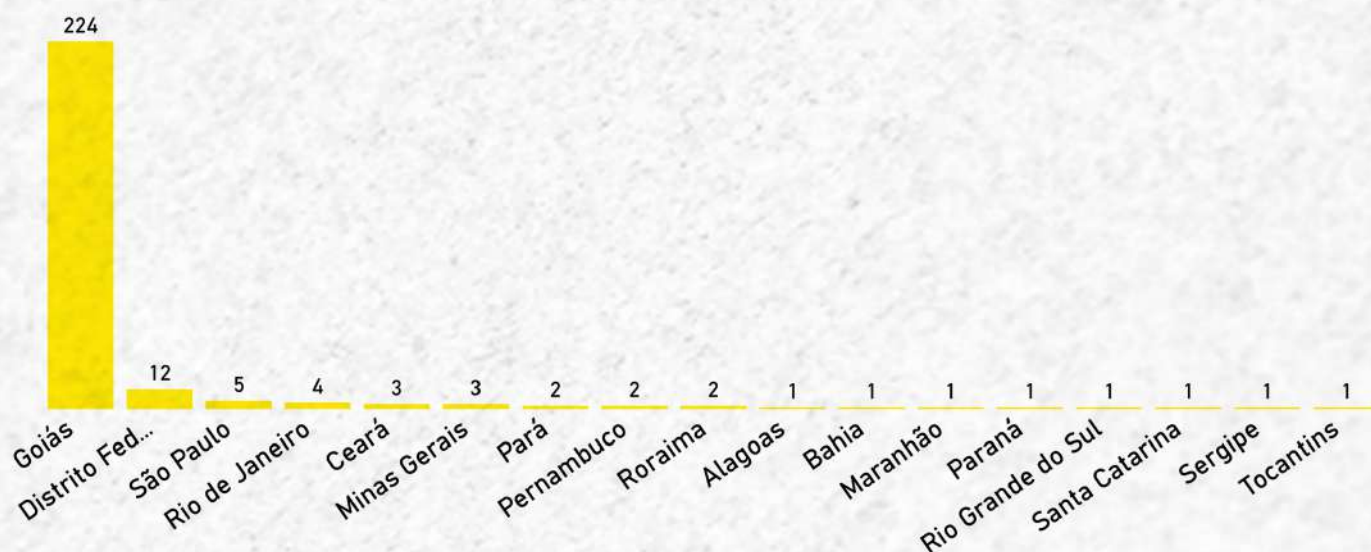 224
12
5
4
3
3
2
2
2
1
1
1
1
1
1
1
1
Goiás
Distrito Fed...
São Paulo
Rio de Janeiro
Ceará
Minas Gerais
Pará
Pernambuco
Roraima
Alagoas
Bahia
Maranhão
Paraná
Rio Grande do Sul
Santa Catarina
Sergipe
Tocantins